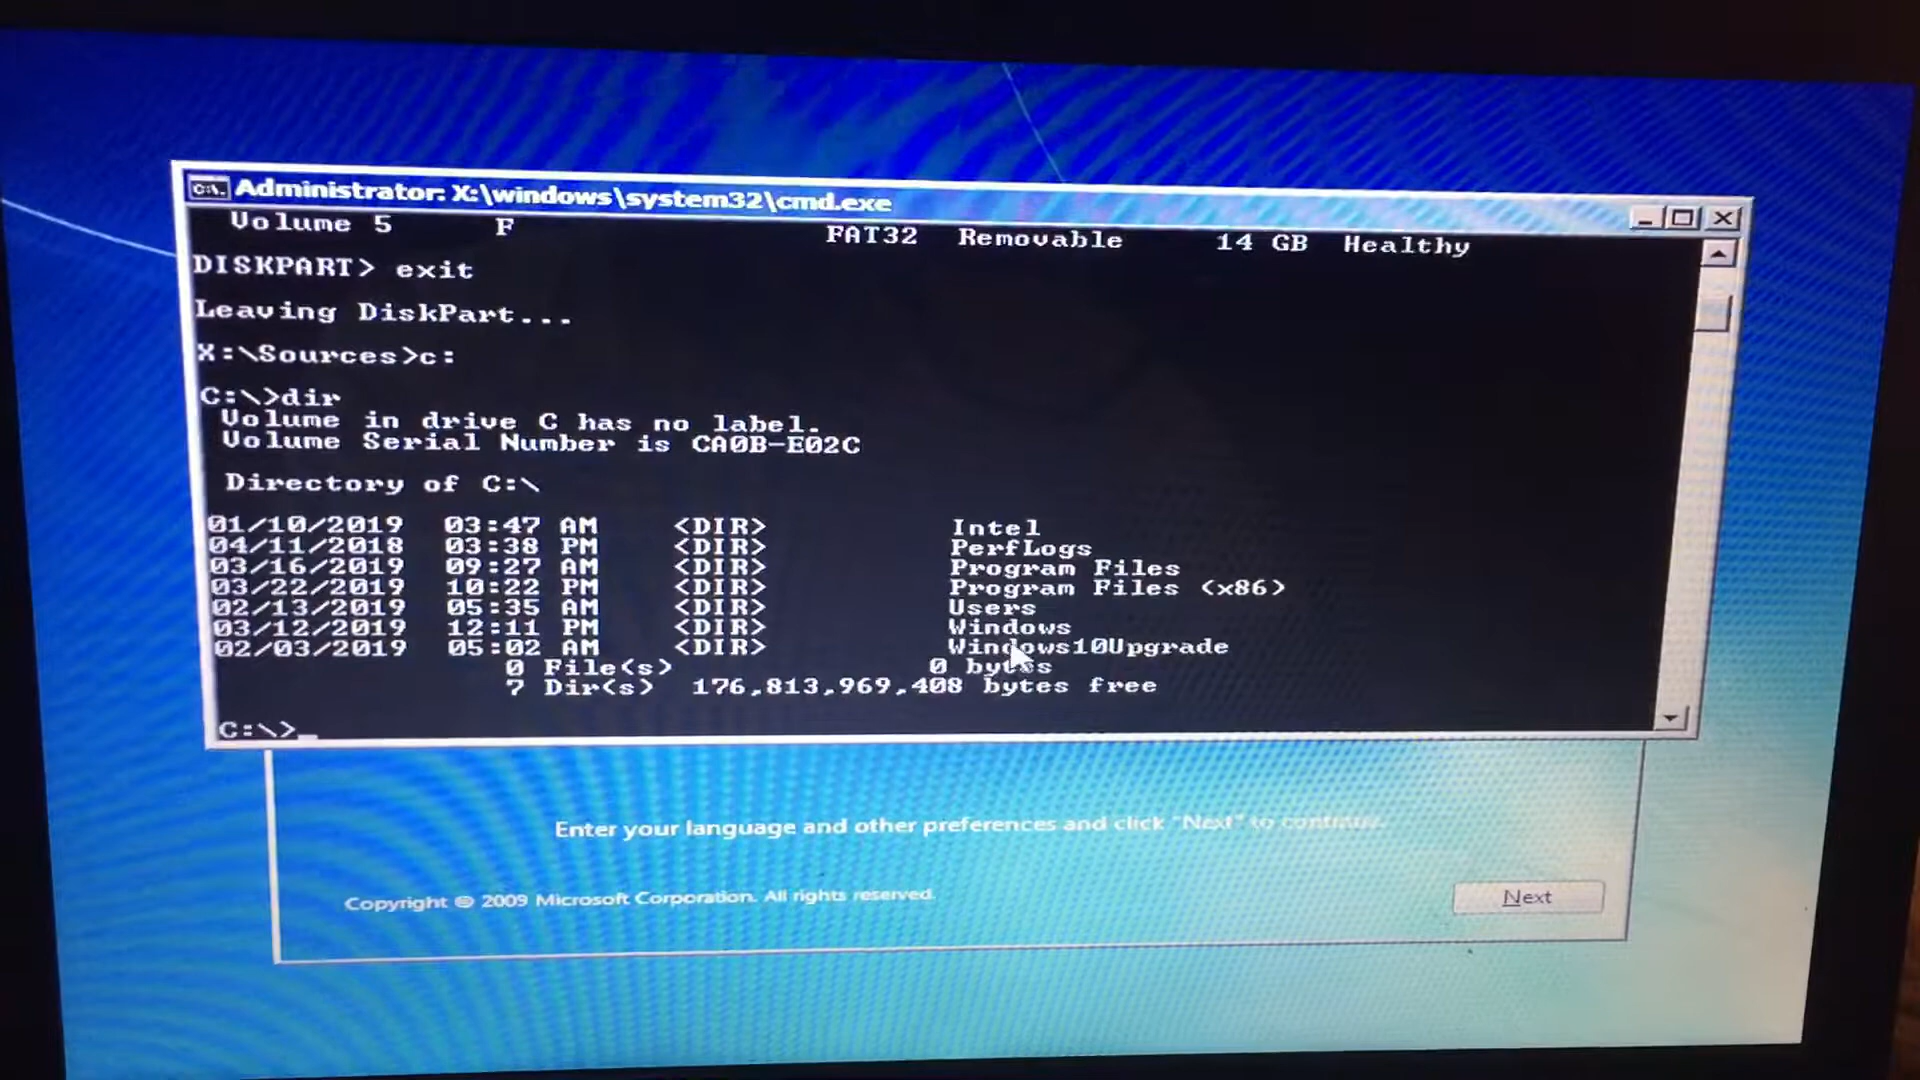 Administrator: X:\windows\system32\cmd.exe
Volume 5 F FAT32 Removable 14 GB Healthy
DISKPART> exit
Leaving DiskPart...
X:\Sources>c:
C:\>dir
Volume in drive C has no label.
Volume Serial Number is CA0B-E02C
Directory of C:\
01/10/2019 03:47 AM <DIR> Intel
04/11/2018 03:38 PM <DIR> PerfLogs
03/16/2019 09:27 AM <DIR> Program Files
03/22/2019 10:22 PM <DIR> Program Files (x86)
02/13/2019 05:35 AM <DIR> Users
03/12/2019 12:11 PM <DIR> Windows
02/03/2019 05:02 AM <DIR> Windows10Upgrade
0 File(s) 0 bytes
7 Dir(s) 176,813,969,408 bytes free
C:\>_
Enter your language and other preferences and click "Next" to continue.
Copyright © 2009 Microsoft Corporation. All rights reserved.
Next